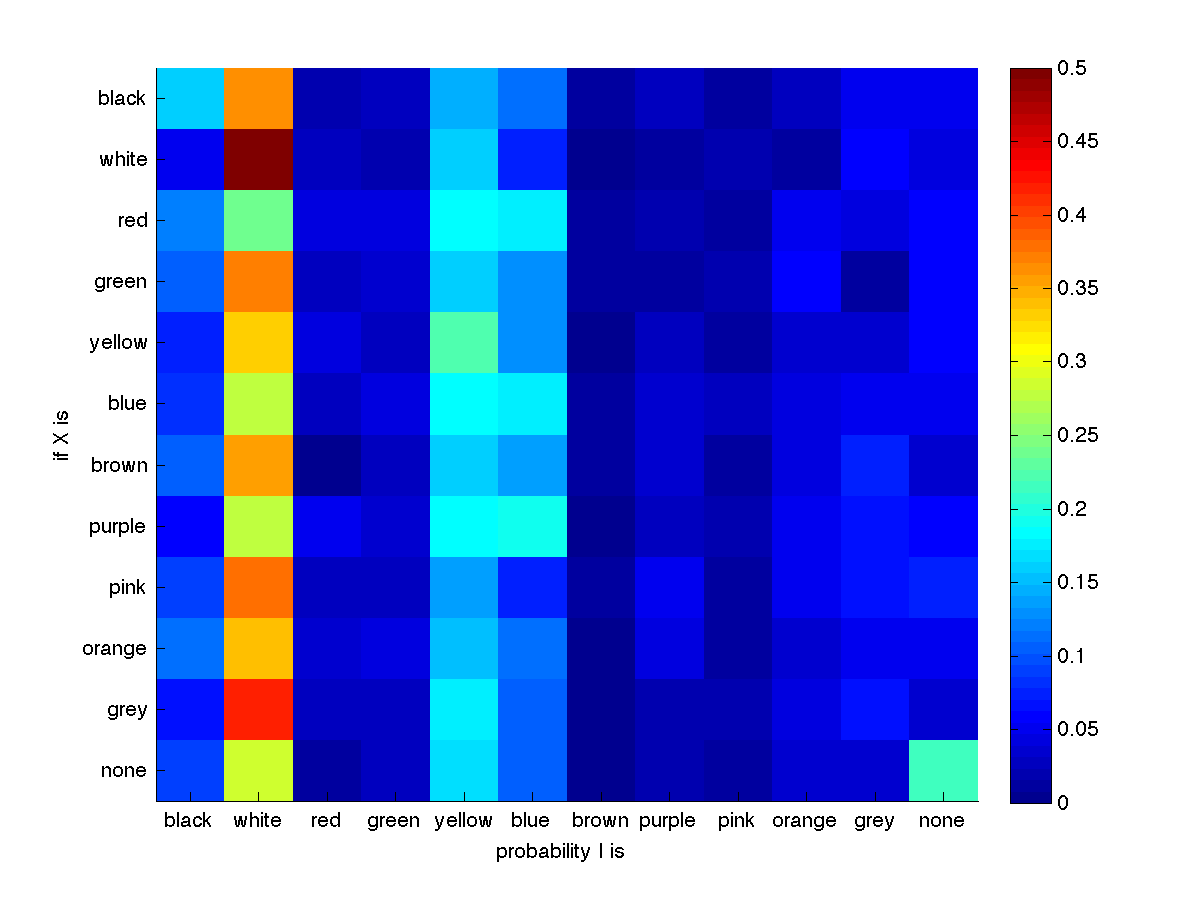 if X is
black
white
red
green
yellow
blue
brown
purple
pink
orange
grey
none
black white red green yellow blue brown purple pink orange grey none
probability I is
0.5
0.45
0.4
0.35
0.3
0.25
0.2
0.15
0.1
0.05
0